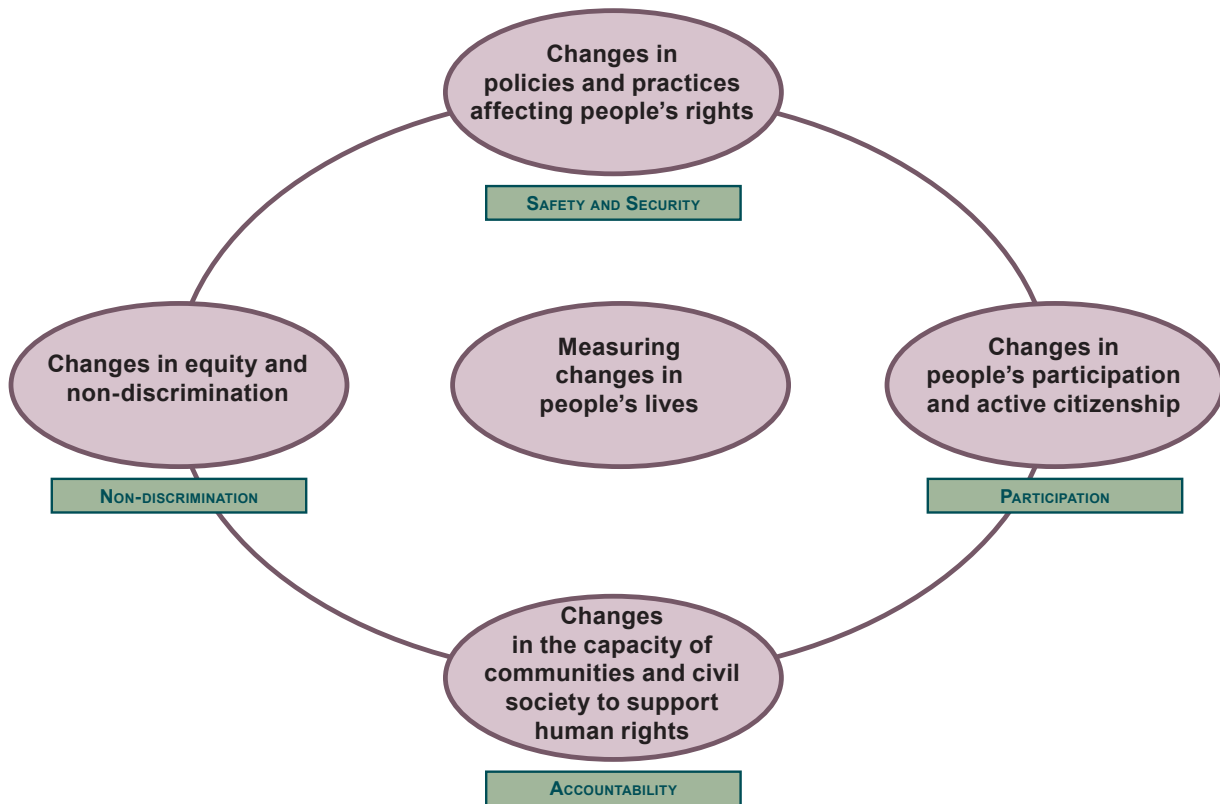 Changes in
policies and practices
affecting people’s rights
Safety and Security
Changes in equity and
non-discrimination
Non-discrimination
Measuring
changes in
people’s lives
Changes in
people’s participation
and active citizenship
Participation
Changes
in the capacity of
communities and civil
society to support
human rights
Accountability